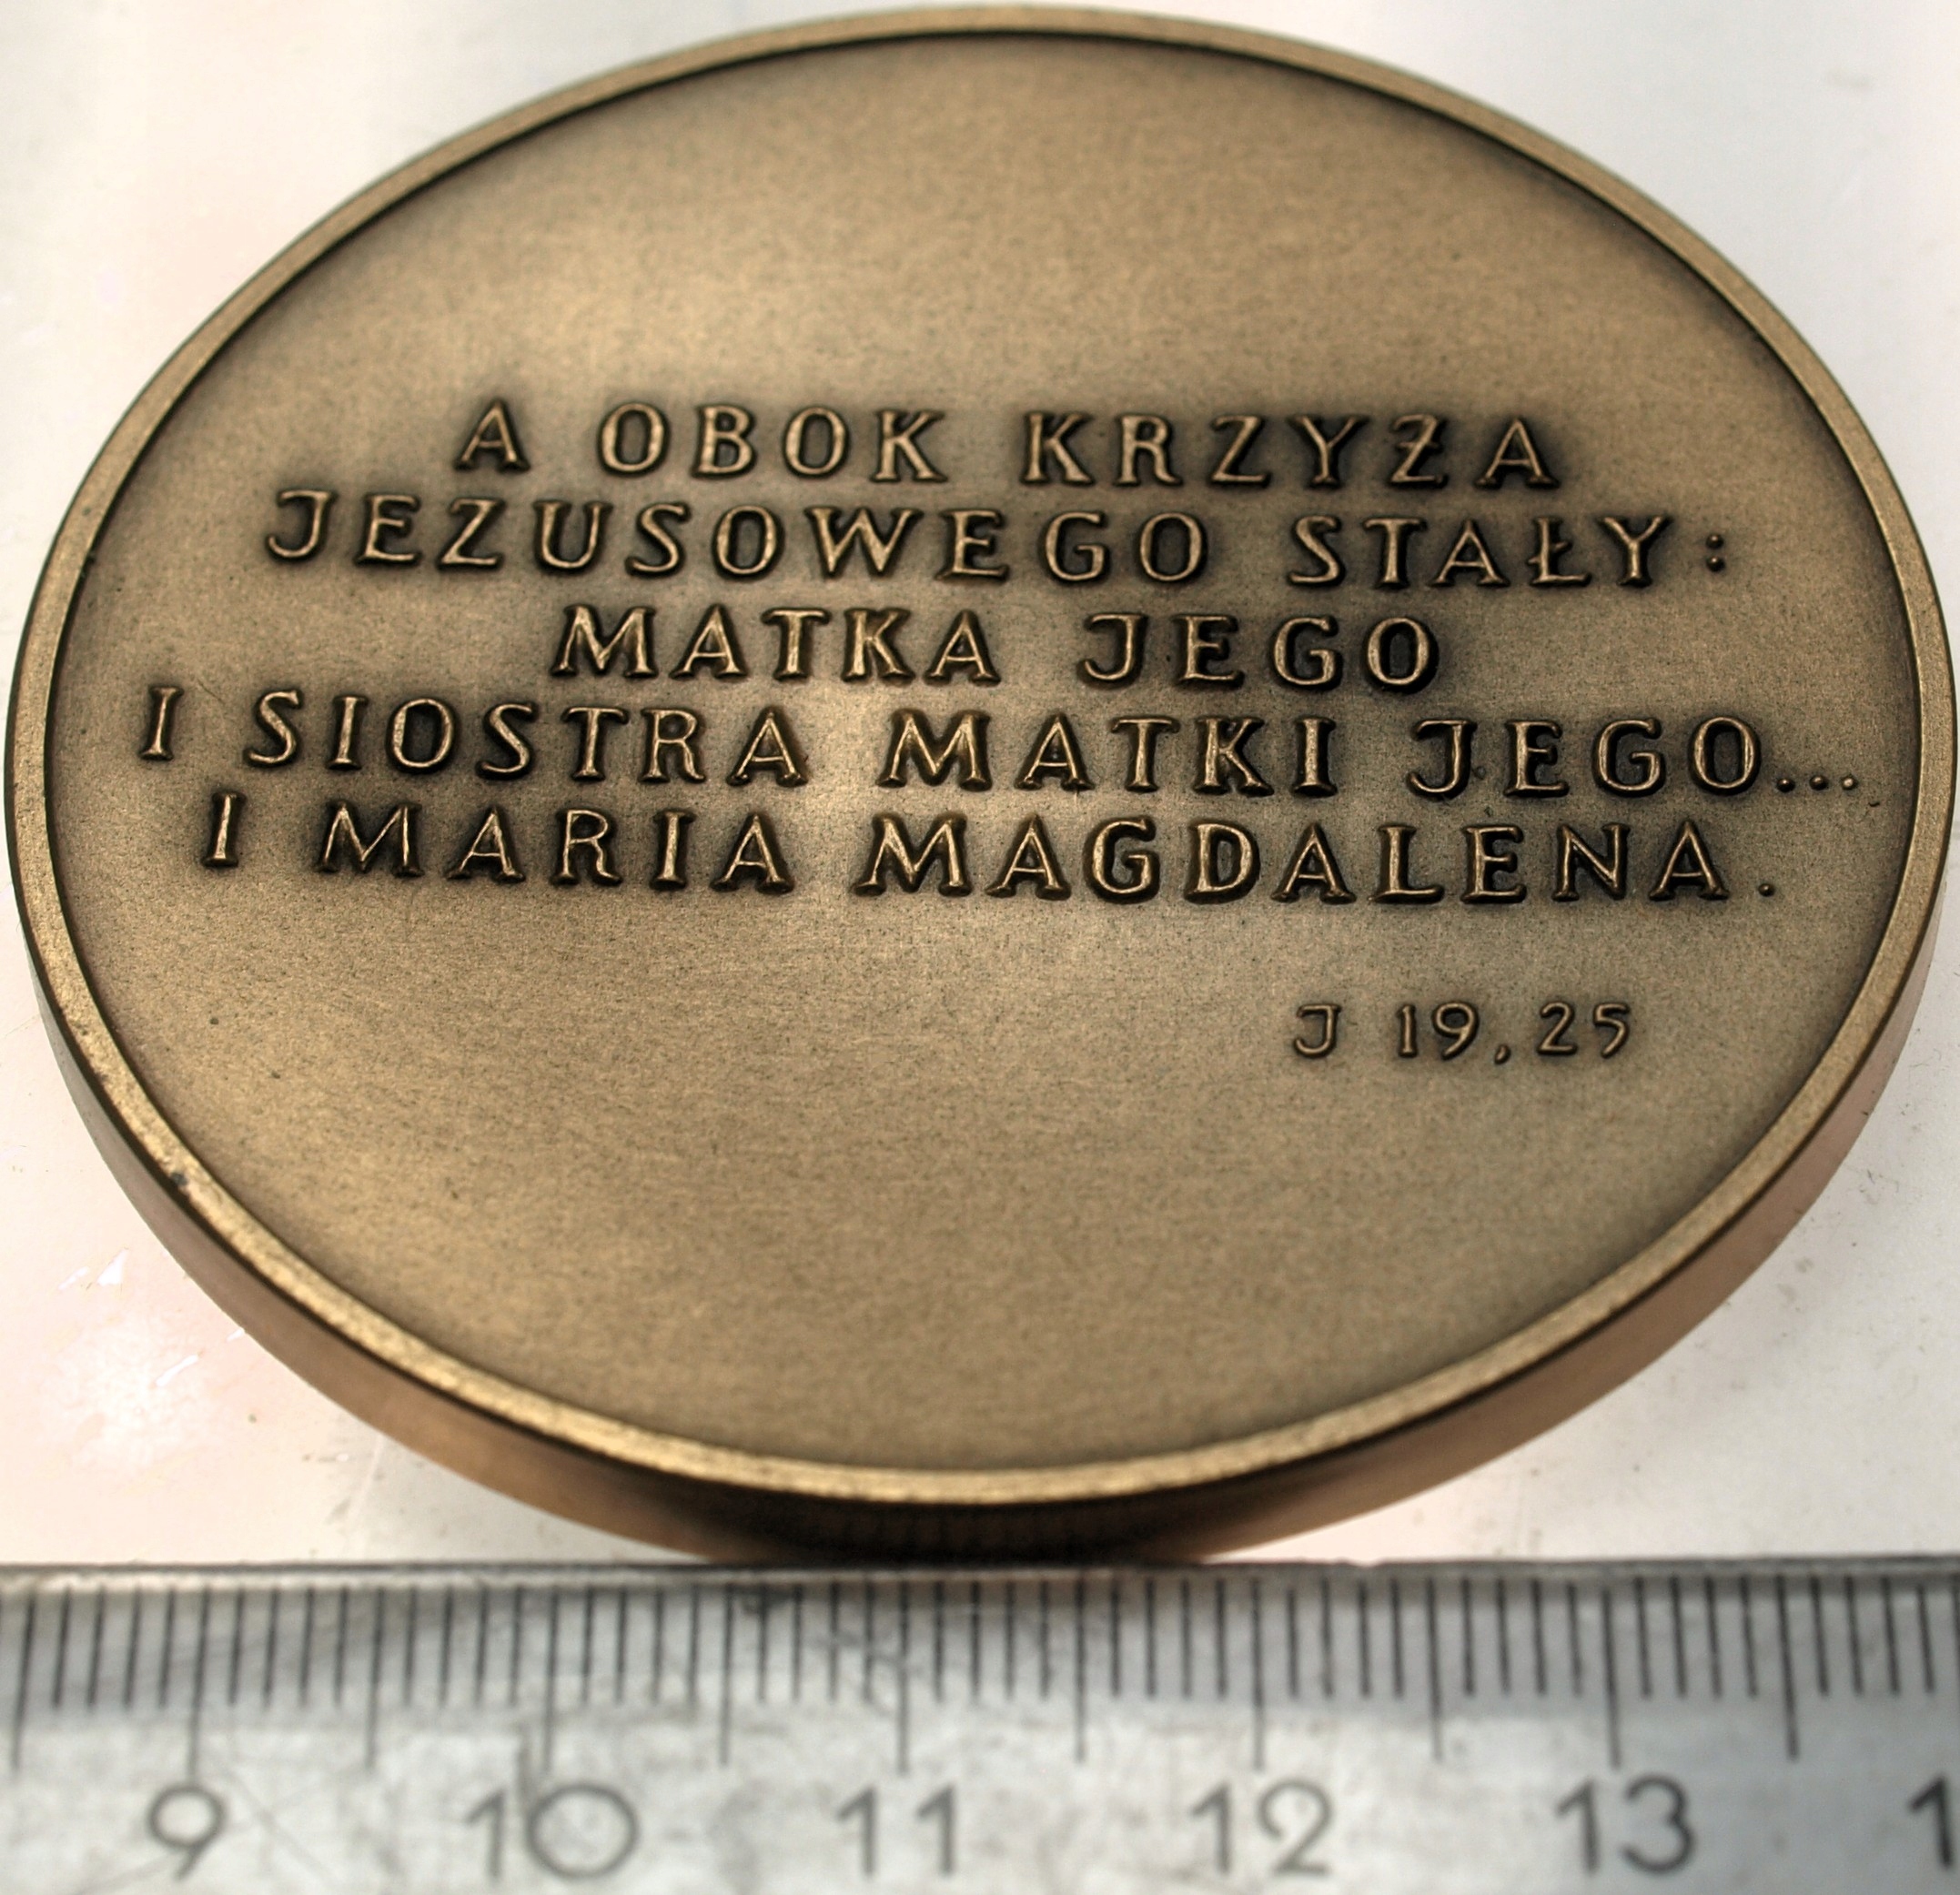 A OBOK KRZYŻA
JEZUSOWEGO STAŁY:
MATKA JEGO
I SIOSTRA MATKI JEGO...
I MARIA MAGDALENA.
J 19,25
9 10 11 12 13